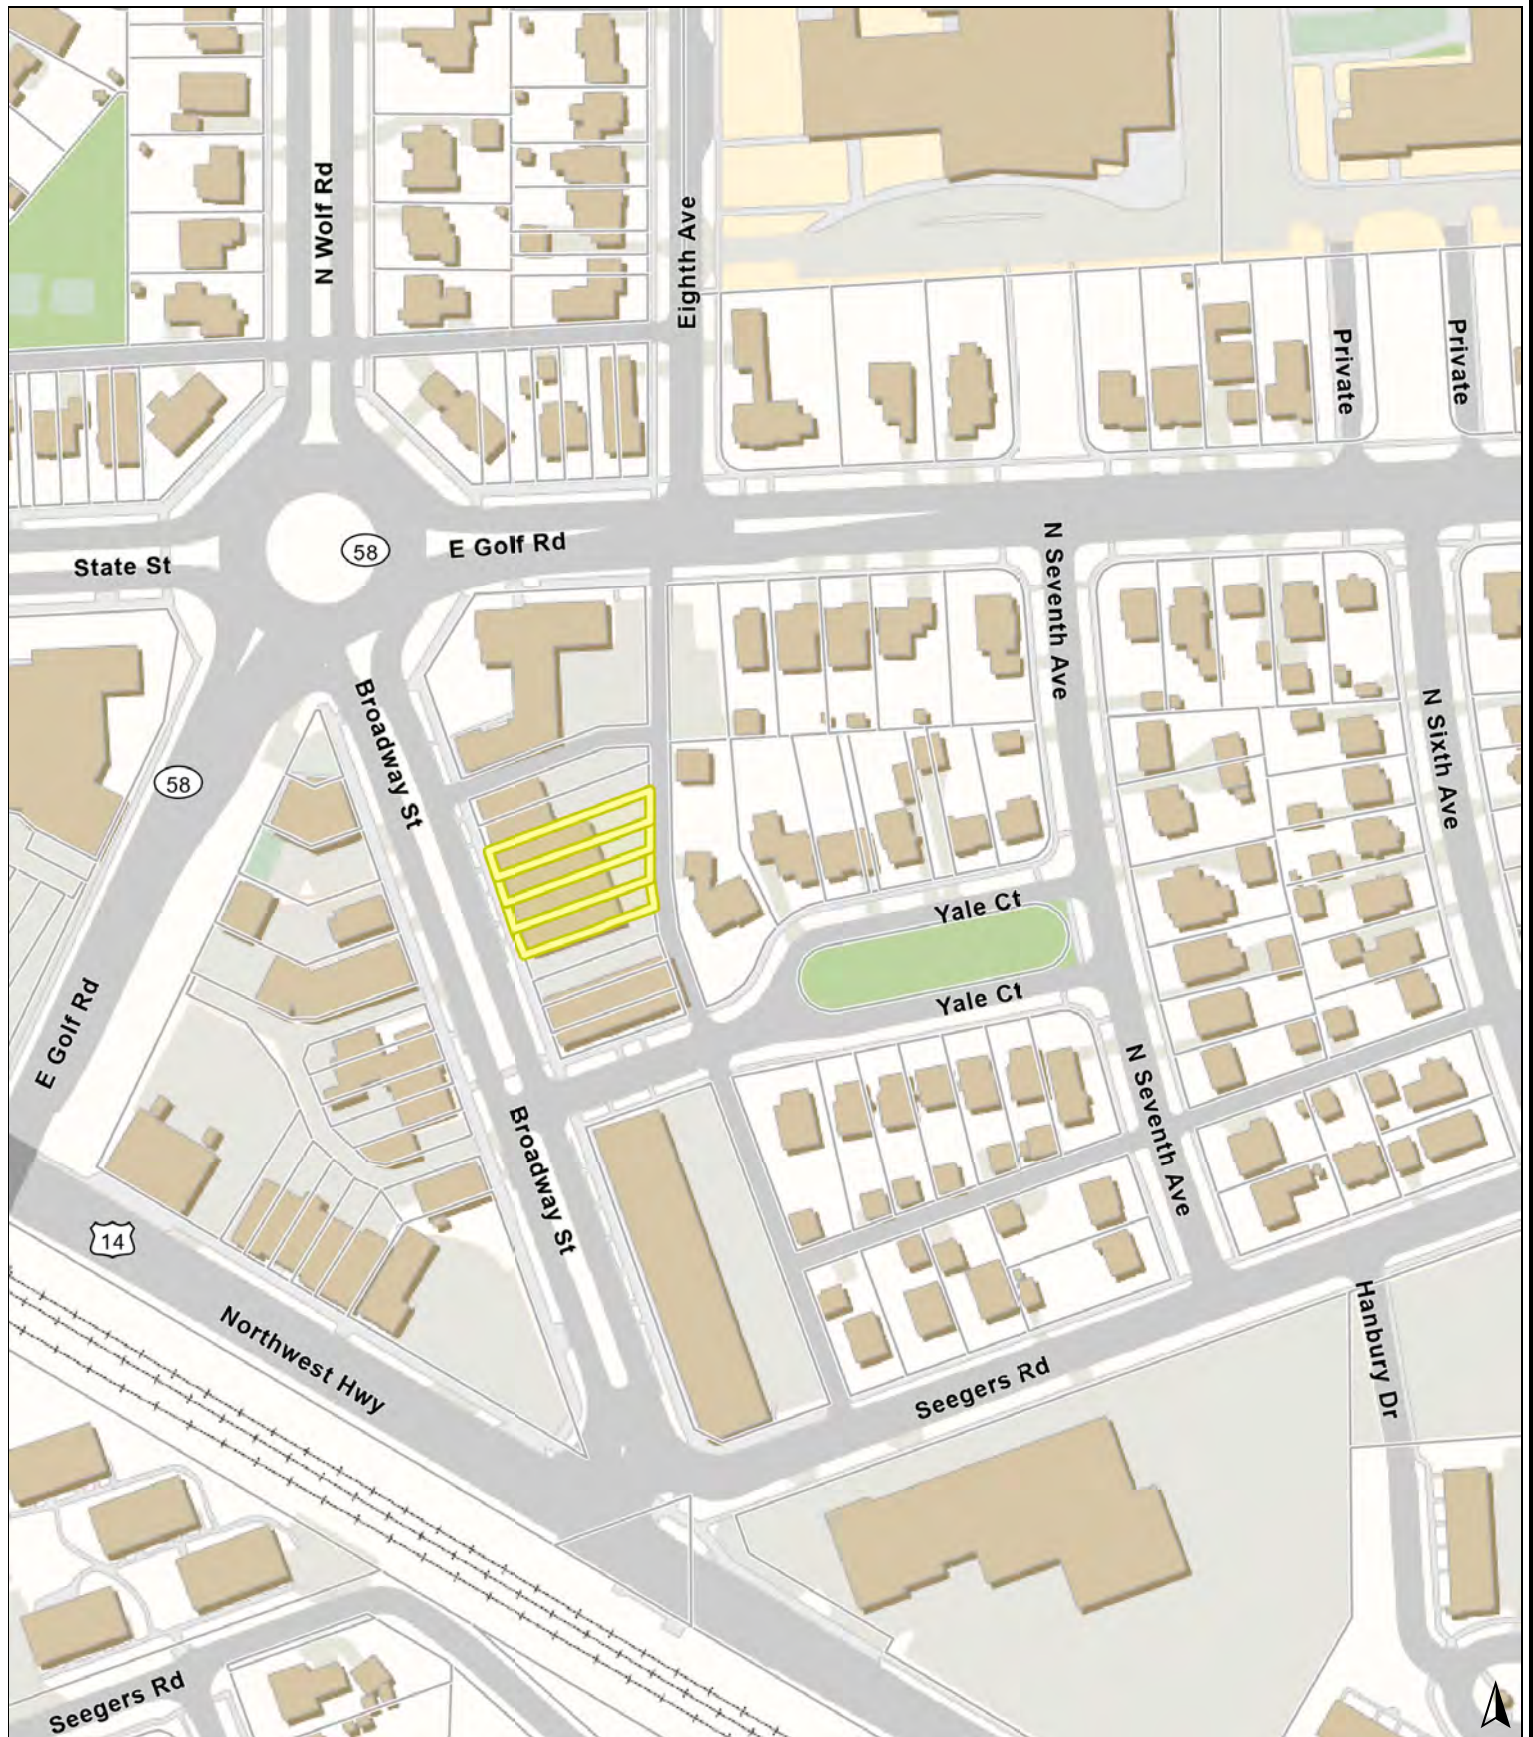 N Wolf Rd
Eighth Ave
Private
Private
E Golf Rd
58
State St
N Seventh Ave
Broadway St
N Sixth Ave
58
Yale Ct
Yale Ct
E Golf Rd
N Seventh Ave
Broadway St
14
Northwest Hwy
Hanbury Dr
Seegers Rd
Seegers Rd